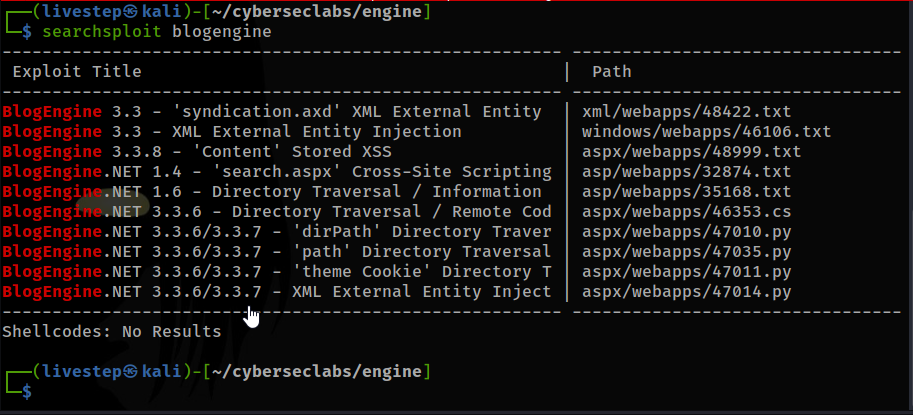 ┌──(livestep㉿kali)-[~/cyberseclabs/engine]
└─$ searchsploit blogengine
--------------------------------------------------------- ---------------------------------
 Exploit Title | Path
--------------------------------------------------------- ---------------------------------
BlogEngine 3.3 - 'syndication.axd' XML External Entity | xml/webapps/48422.txt
BlogEngine 3.3 - XML External Entity Injection | windows/webapps/46106.txt
BlogEngine 3.3.8 - 'Content' Stored XSS | aspx/webapps/48999.txt
BlogEngine.NET 1.4 - 'search.aspx' Cross-Site Scripting | asp/webapps/32874.txt
BlogEngine.NET 1.6 - Directory Traversal / Information | asp/webapps/35168.txt
BlogEngine.NET 3.3.6 - Directory Traversal / Remote Cod | aspx/webapps/46353.cs
BlogEngine.NET 3.3.6/3.3.7 - 'dirPath' Directory Traver | aspx/webapps/47010.py
BlogEngine.NET 3.3.6/3.3.7 - 'path' Directory Traversal | aspx/webapps/47035.py
BlogEngine.NET 3.3.6/3.3.7 - 'theme Cookie' Directory T | aspx/webapps/47011.py
BlogEngine.NET 3.3.6/3.3.7 - XML External Entity Inject | aspx/webapps/47014.py
--------------------------------------------------------- ---------------------------------
Shellcodes: No Results
┌──(livestep㉿kali)-[~/cyberseclabs/engine]
└─$